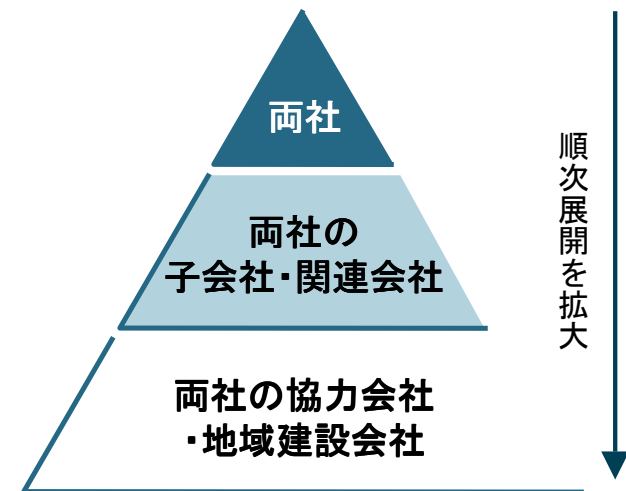 両社
両社の
子会社・関連会社
両社の協力会社
・地域建設会社
順次展開を拡大